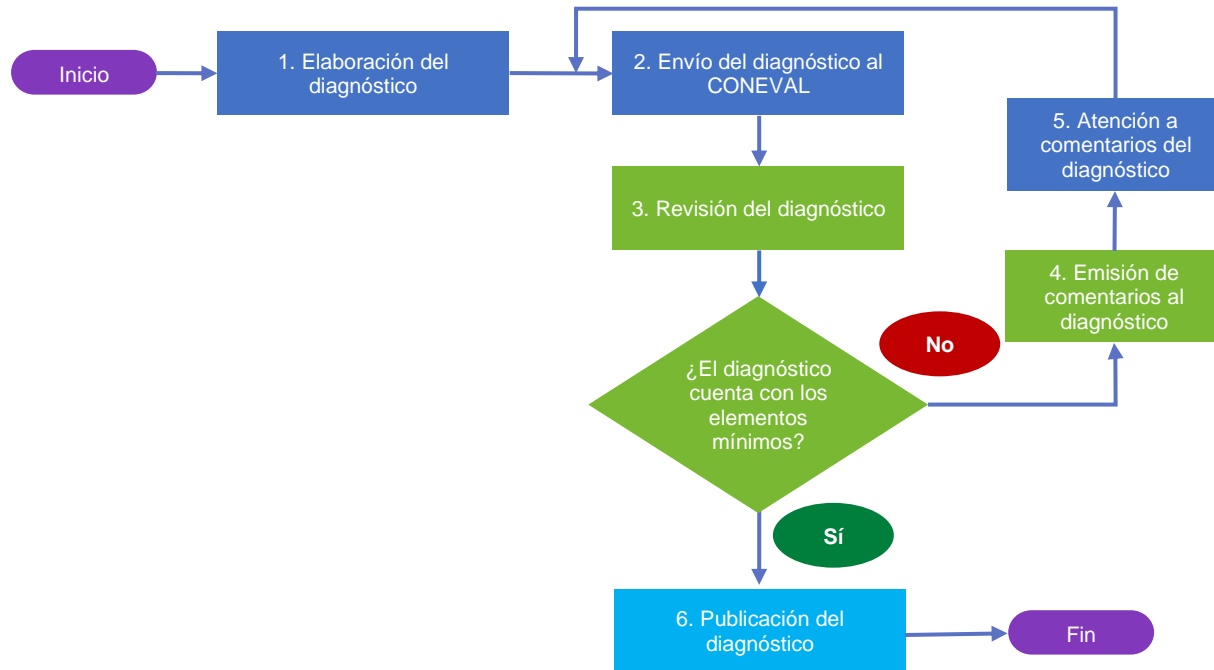 Inicio
1. Elaboración del
diagnóstico
2. Envío del diagnóstico al
CONEVAL
3. Revisión del diagnóstico
¿El diagnóstico
cuenta con los
elementos
mínimos?
No
4. Emisión de
comentarios al
diagnóstico
5. Atención a
comentarios del
diagnóstico
Sí
6. Publicación del
diagnóstico
Fin